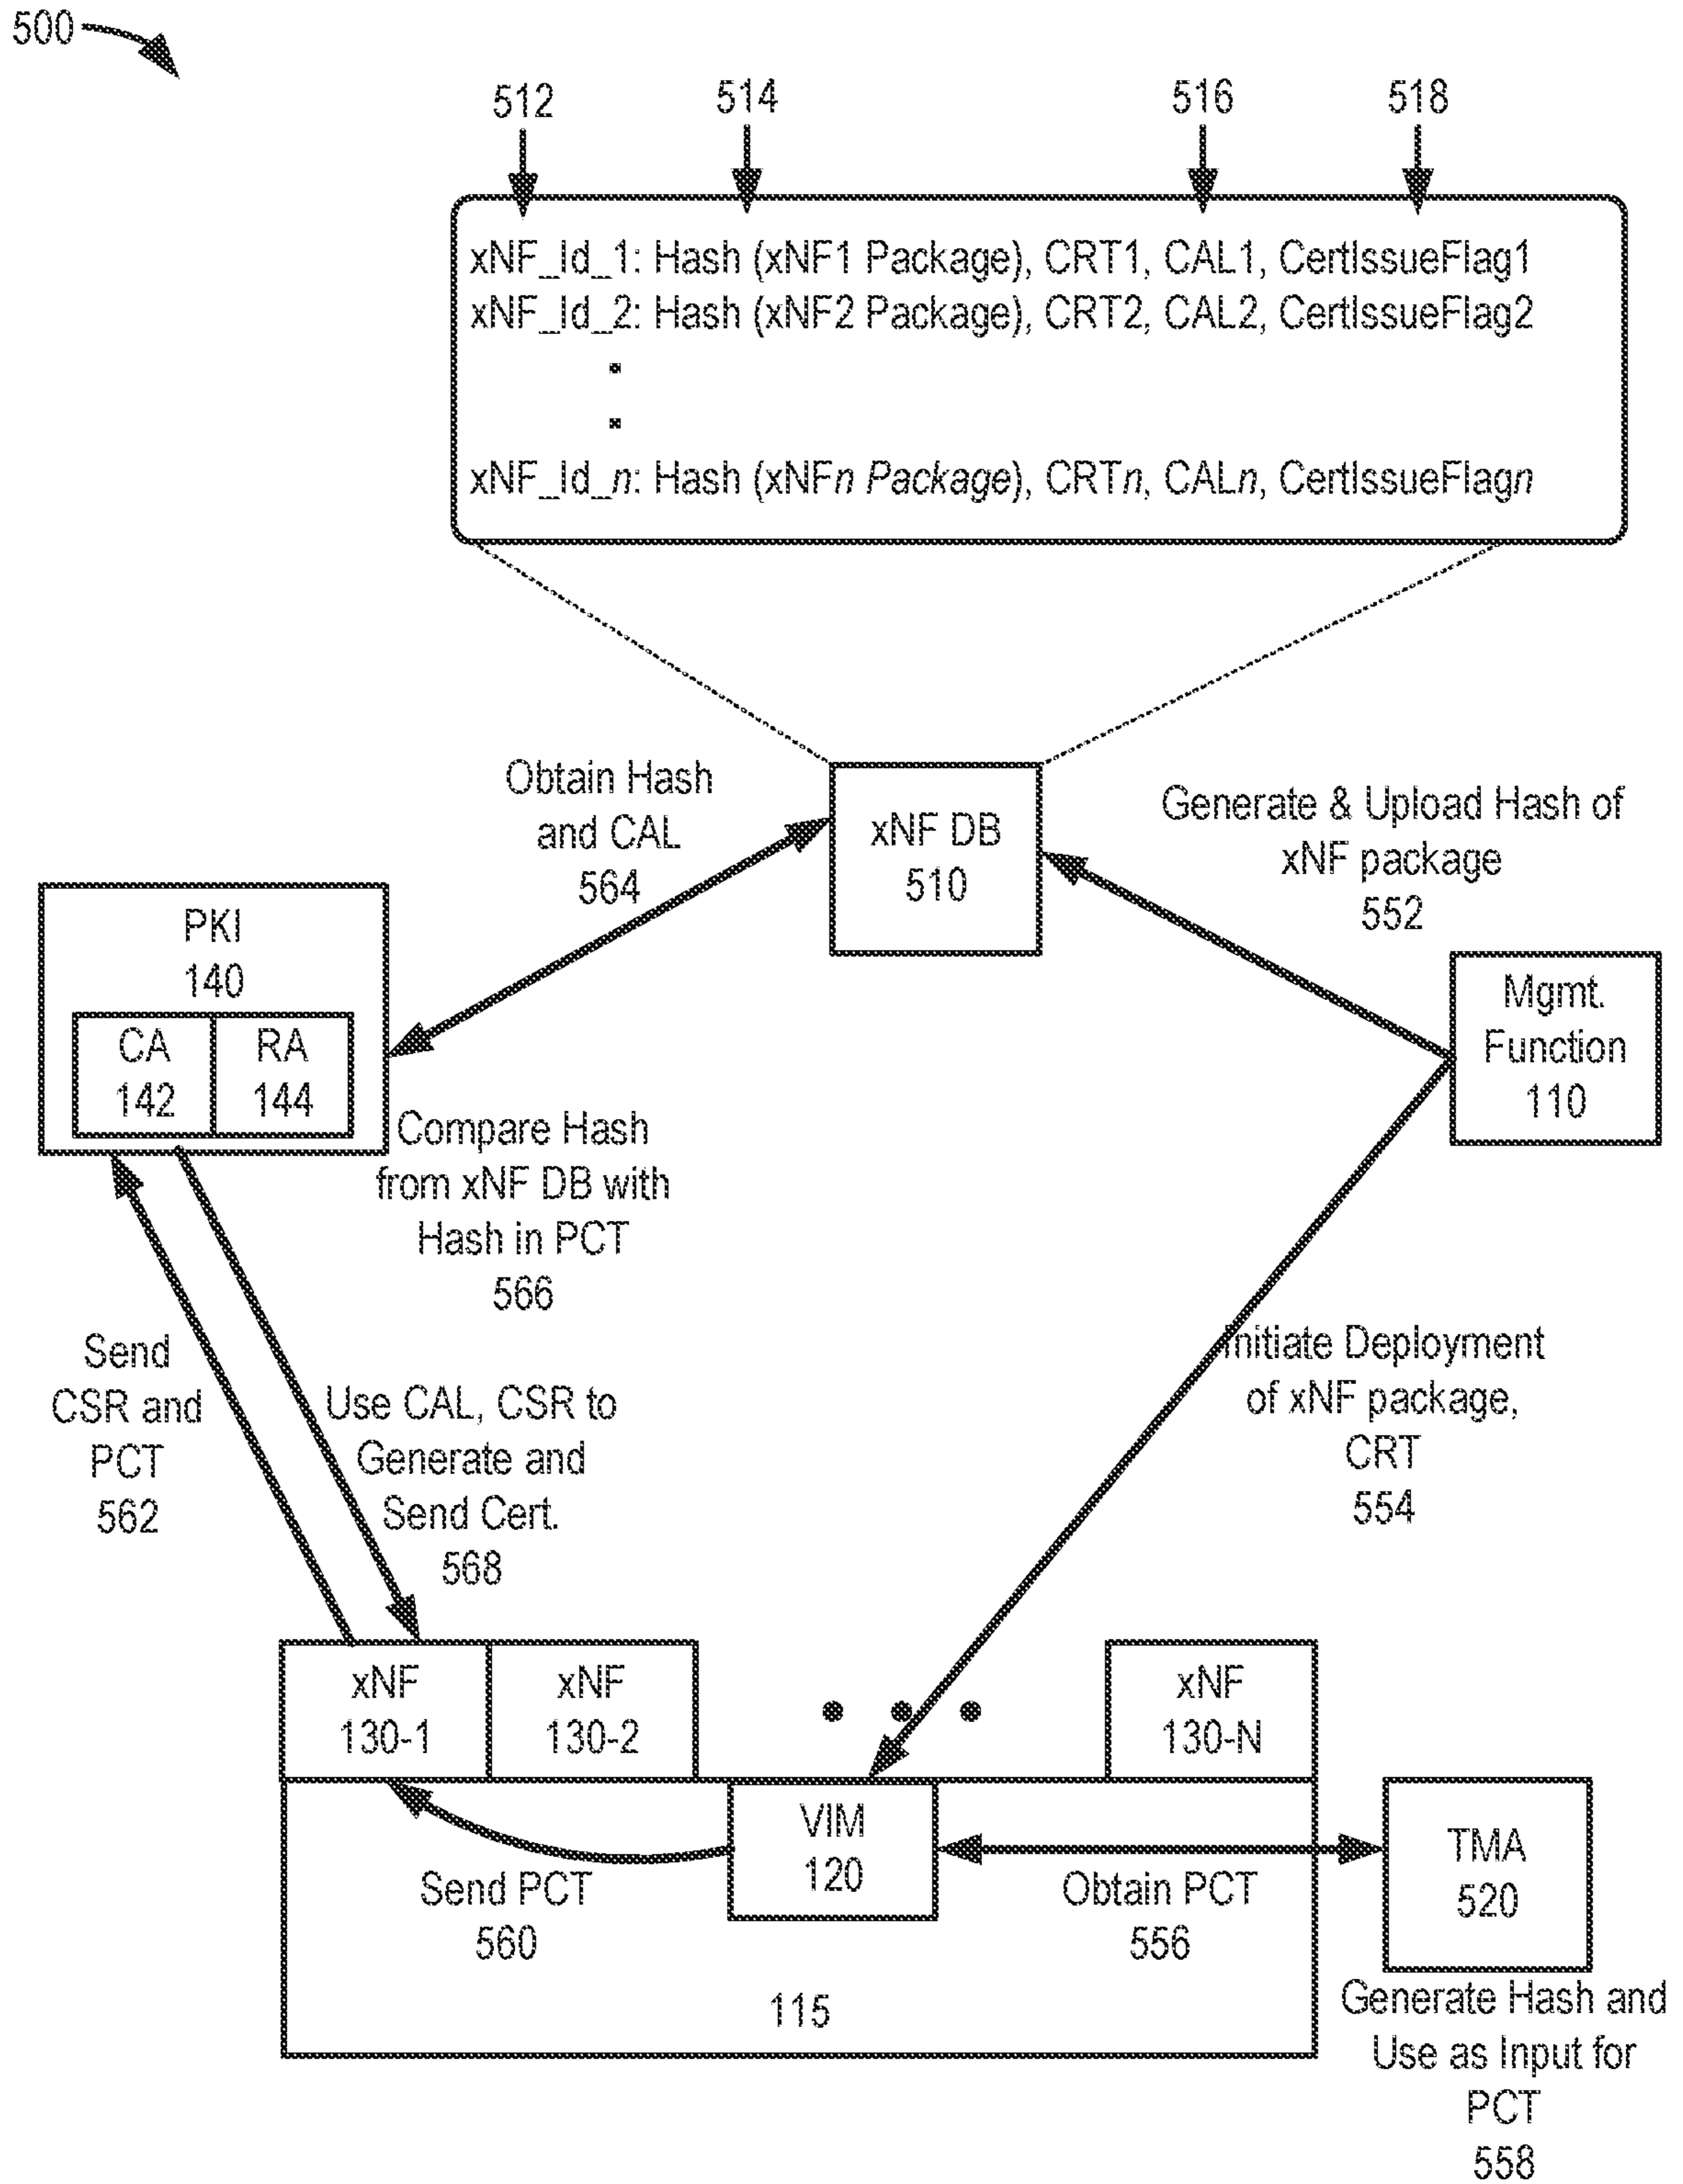 500
512
514
516
518
xNF_Id_1: Hash (xNF1 Package), CRT1, CAL1, CertIssueFlag1
xNF_Id_2: Hash (xNF2 Package), CRT2, CAL2, CertIssueFlag2
xNF_Id_n: Hash (xNFn Package), CRTn, CALn, CertIssueFlagn
Obtain Hash
and CAL
564
xNF DB
510
Generate & Upload Hash of
xNF package
552
PKI
140
CA
142
RA
144
Mgmt.
Function
110
Compare Hash
from xNF DB with
Hash in PCT
566
Send
CSR and
PCT
562
Use CAL, CSR to
Generate and
Send Cert.
568
Initiate Deployment
of xNF package,
CRT
554
xNF
130-1
xNF
130-2
xNF
130-N
VIM
120
Send PCT
560
Obtain PCT
556
TMA
520
115
Generate Hash and
Use as Input for
PCT
558